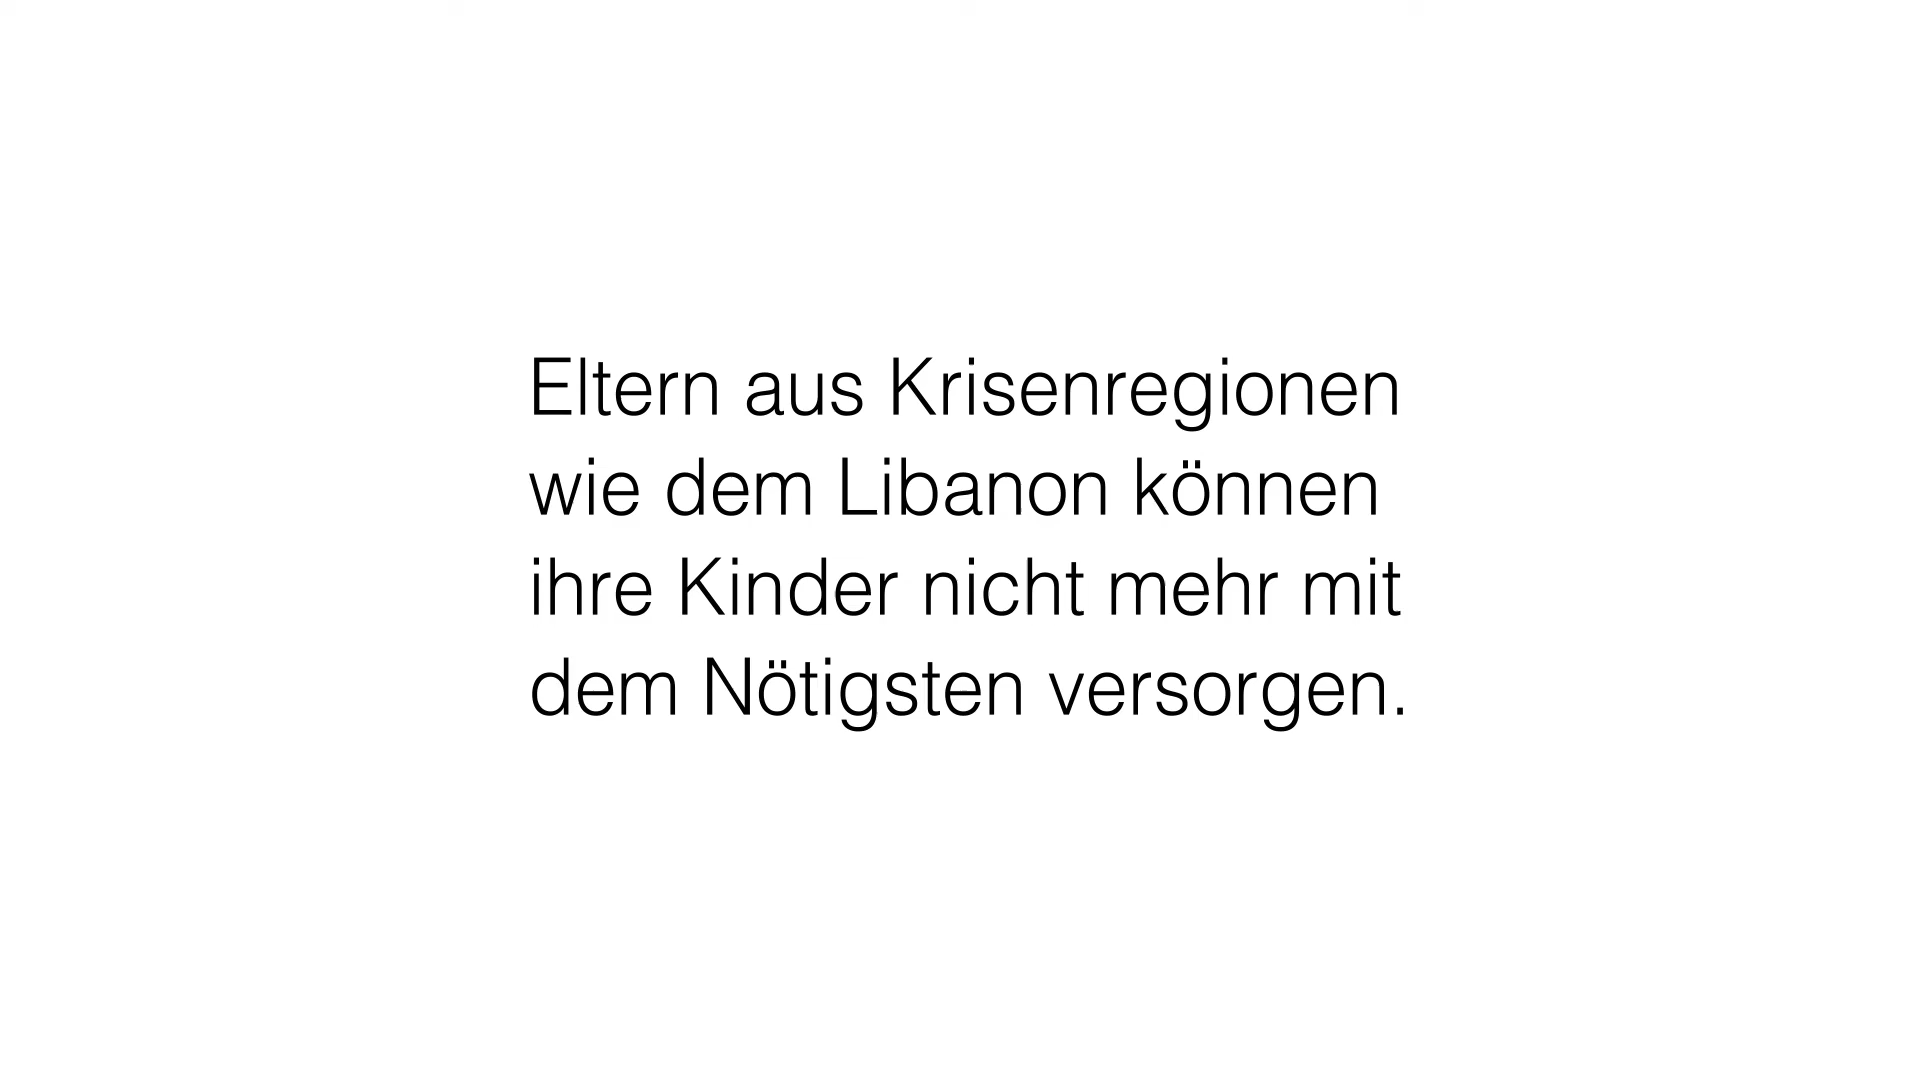 Eltern aus Krisenregionen
wie dem Libanon können
ihre Kinder nicht mehr mit
dem Nötigsten versorgen.